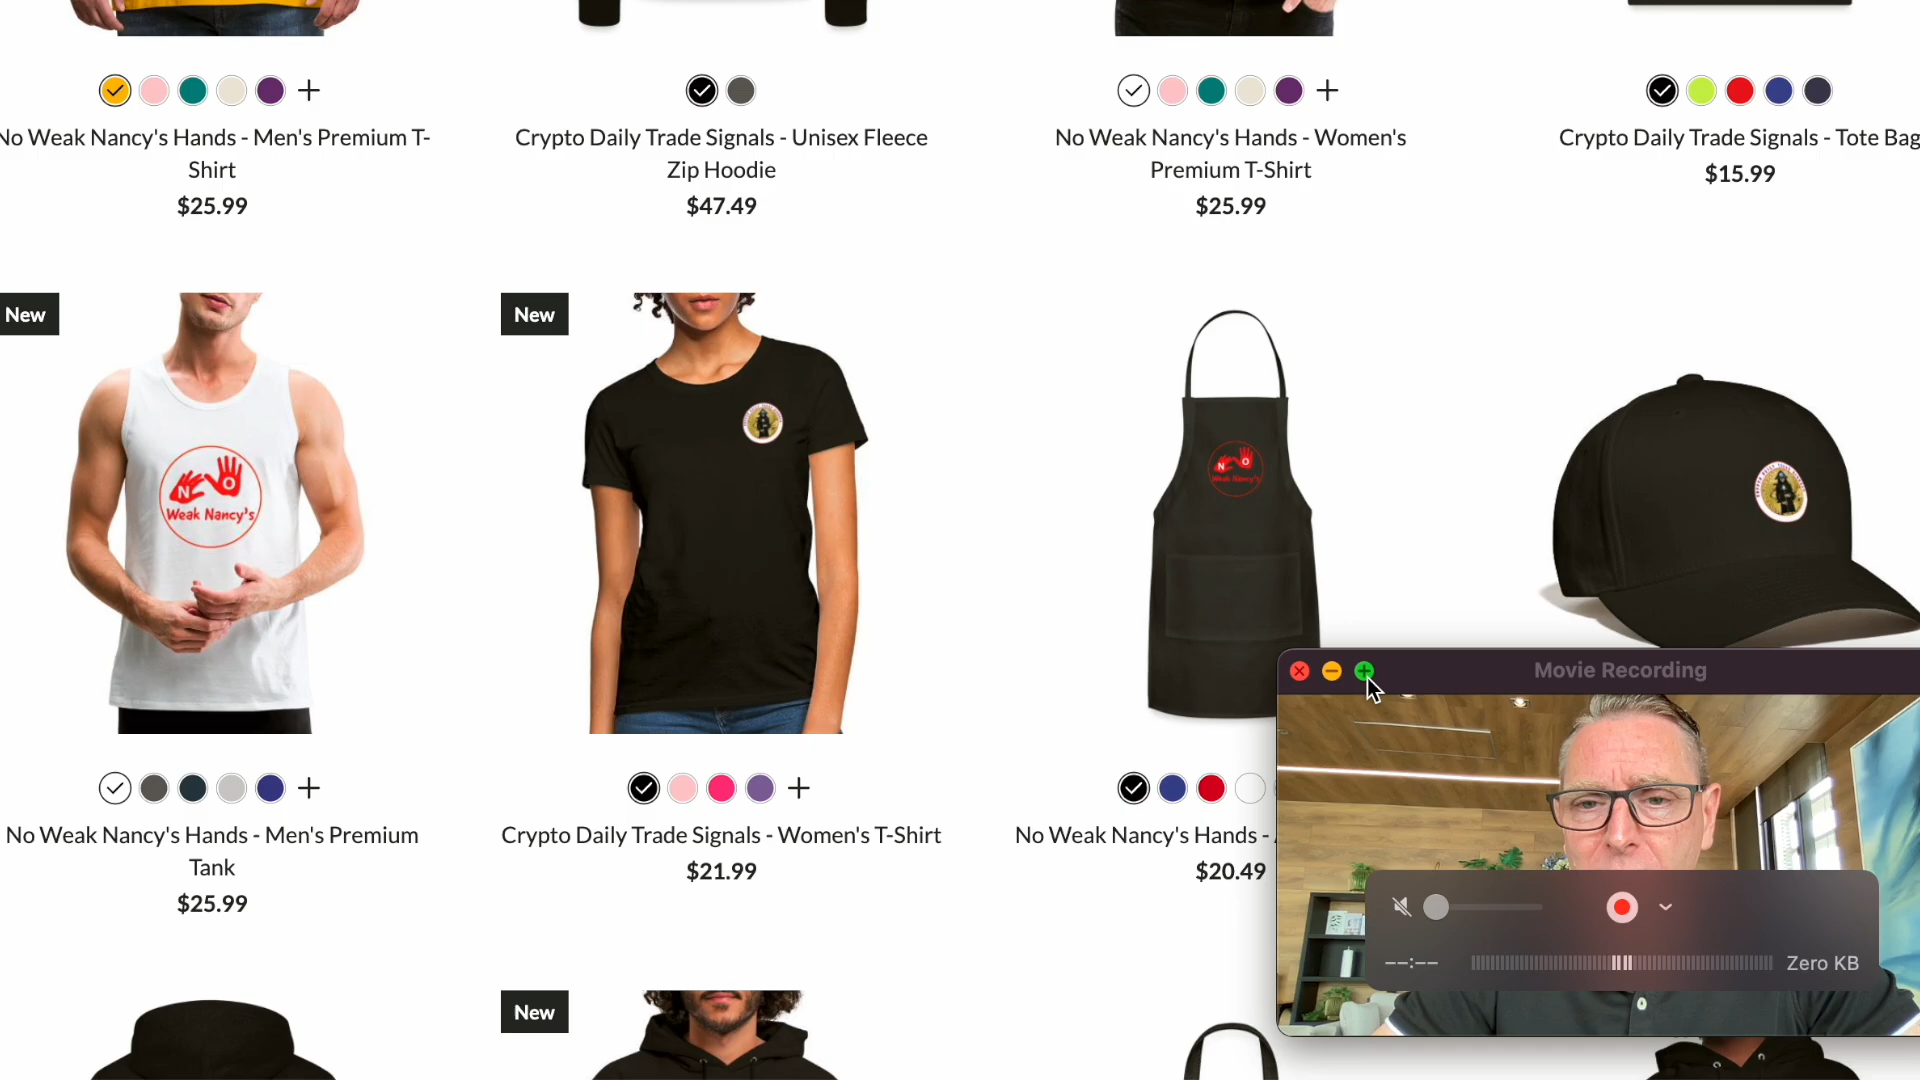 No Weak Nancy's Hands - Men's Premium T-
Shirt
$25.99
Crypto Daily Trade Signals - Unisex Fleece
Zip Hoodie
$47.49
No Weak Nancy's Hands - Women's
Premium T-Shirt
$25.99
Crypto Daily Trade Signals - Tote Bag
$15.99
New
N O
Weak Nancy's
New
N O
Weak Nancy's
No Weak Nancy's Hands - Men's Premium
Tank
$25.99
Crypto Daily Trade Signals - Women's T-Shirt
$21.99
No Weak Nancy's Hands -
$20.49
Movie Recording
--:--
Zero KB
New